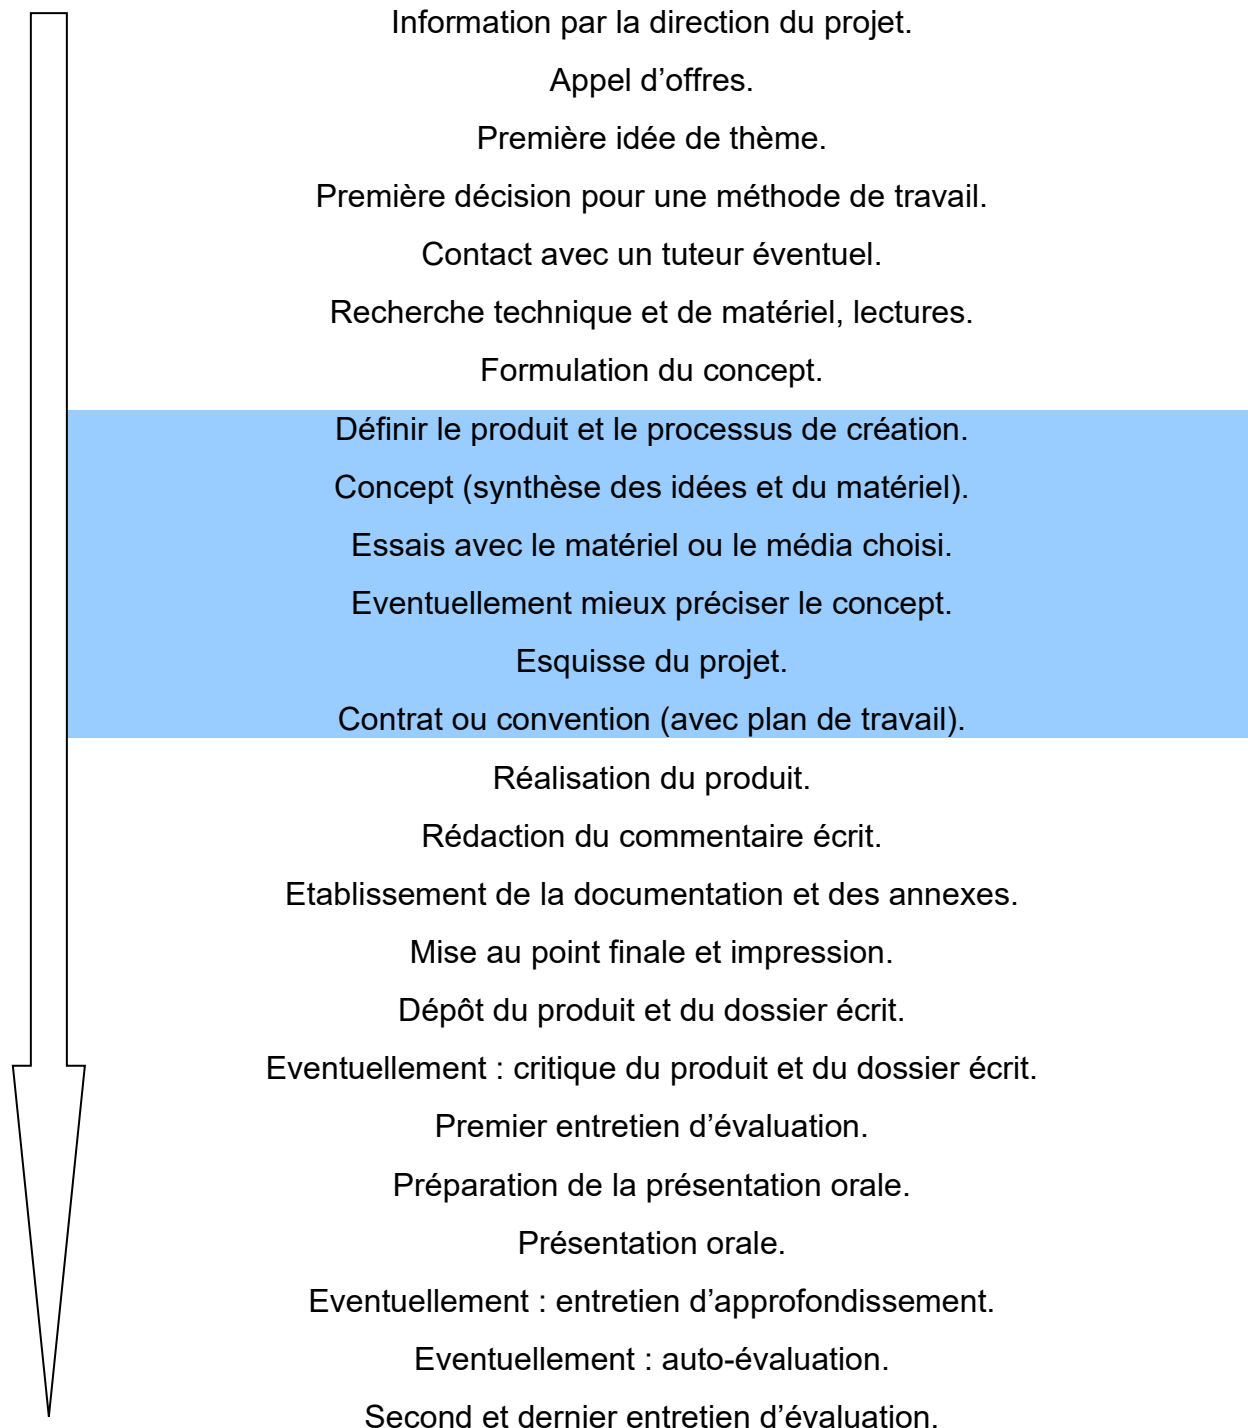 Information par la direction du projet.
Appel d’offres.
Première idée de thème.
Première décision pour une méthode de travail.
Contact avec un tuteur éventuel.
Recherche technique et de matériel, lectures.
Formulation du concept.
Définir le produit et le processus de création.
Concept (synthèse des idées et du matériel).
Essais avec le matériel ou le média choisi.
Eventuellement mieux préciser le concept.
Esquisse du projet.
Contrat ou convention (avec plan de travail).
Réalisation du produit.
Rédaction du commentaire écrit.
Etablissement de la documentation et des annexes.
Mise au point finale et impression.
Dépôt du produit et du dossier écrit.
Eventuellement : critique du produit et du dossier écrit.
Premier entretien d’évaluation.
Préparation de la présentation orale.
Présentation orale.
Eventuellement : entretien d’approfondissement.
Eventuellement : auto-évaluation.
Second et dernier entretien d’évaluation.